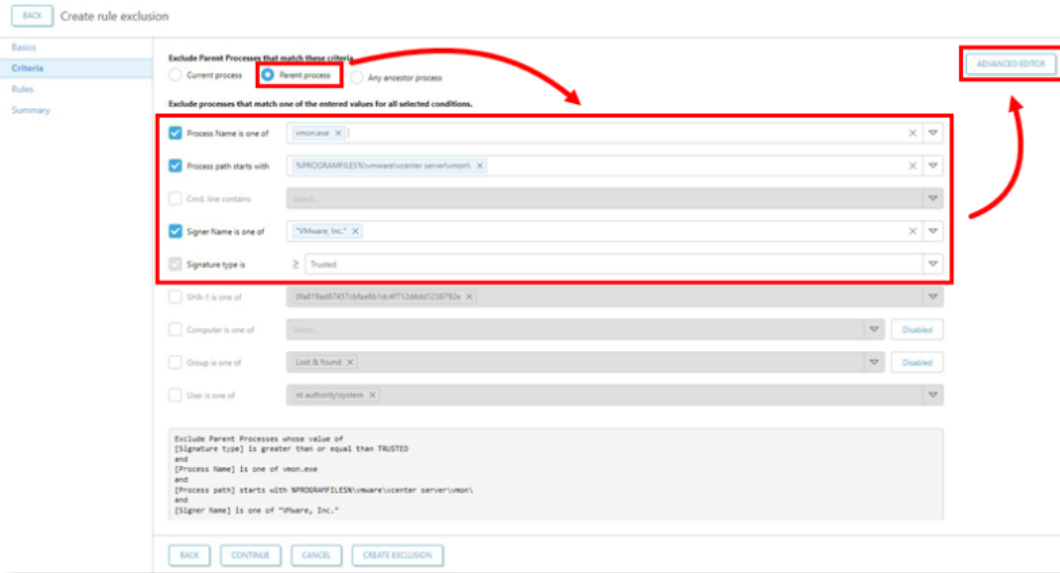 BACK
Create rule exclusion
Basics
Criteria
Rules
Summary
Exclude Parent Processes that match these criteria
Current process
Parent process
Any ancestor process
ADVANCED EDITOR
Exclude processes that match one of the entered values for all selected conditions.
Process Name is one of
vmon.exe
Process path starts with
%PROGRAMFILES%\vmware\vcenter server\vmon\
Cmd. line contains
Select...
Signer Name is one of
"VMware, Inc."
Signature type is
≥ Trusted
SHA-1 is one of
Computer is one of
Select...
Disabled
Group is one of
Lost & found
Disabled
User is one of
nt authority\system
Exclude Parent Processes whose value of
[Signature type] is greater than or equal than TRUSTED
and
[Process Name] is one of vmon.exe
and
[Process path] starts with %PROGRAMFILES%\vmware\vcenter server\vmon\
and
[Signer Name] is one of "VMware, Inc."
BACK
CONTINUE
CANCEL
CREATE EXCLUSION